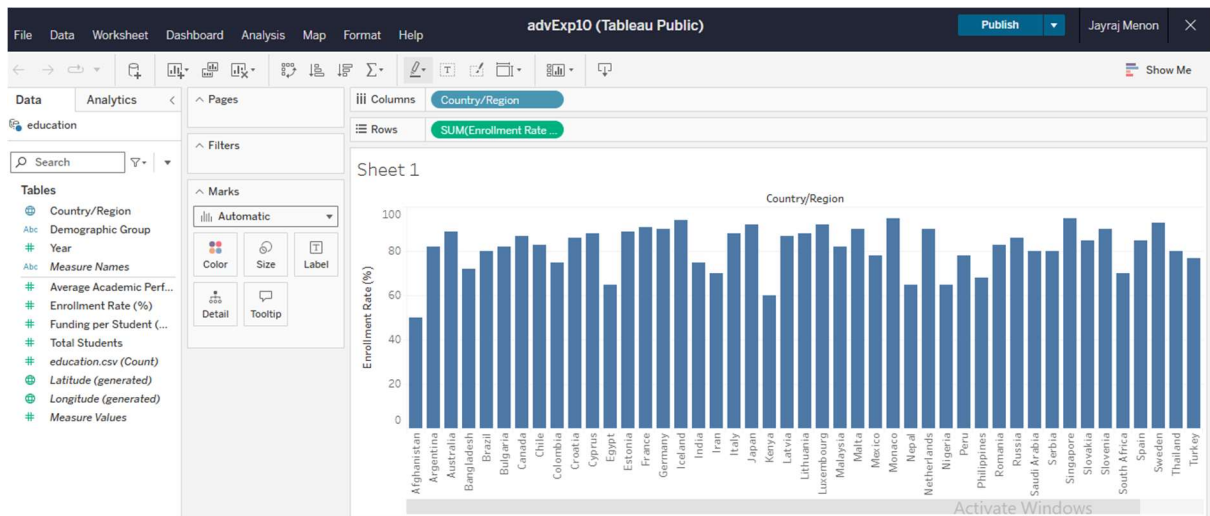 advExp10 (Tableau Public)
Publish
Jayraj Menon
File Data Worksheet Dashboard Analysis Map Format Help
Show Me
Data Analytics
education
Search
Tables
Country/Region
Abc Demographic Group
# Year
Abc Measure Names
# Average Academic Perf...
# Enrollment Rate (%)
# Funding per Student (...
# Total Students
# education.csv (Count)
Latitude (generated)
Longitude (generated)
# Measure Values
Pages
Filters
Marks
Automatic
Color Size Label
Detail Tooltip
iii Columns Country/Region
Rows SUM(Enrollment Rate ...
Sheet 1
Country/Region
Enrollment Rate (%)
100
80
60
40
20
0
Afghanistan
Argentina
Australia
Bangladesh
Brazil
Bulgaria
Canada
Chile
Colombia
Croatia
Cyprus
Egypt
Estonia
France
Germany
Iceland
India
Iran
Italy
Japan
Kenya
Latvia
Lithuania
Luxembourg
Malaysia
Malta
Mexico
Monaco
Nepal
Netherlands
Nigeria
Peru
Philippines
Romania
Russia
Saudi Arabia
Serbia
Singapore
Slovakia
Slovenia
South Africa
Spain
Sweden
Thailand
Turkey
Activate Windows